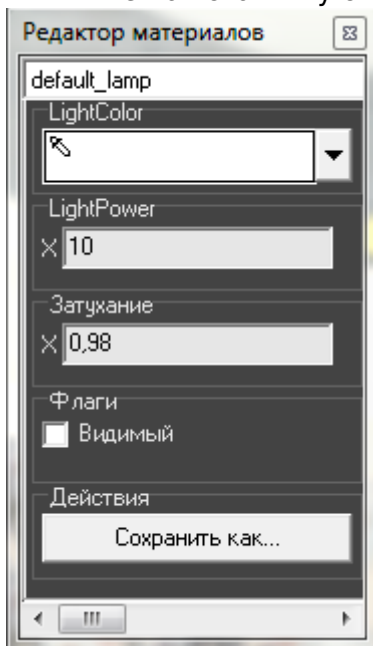 Редактор материалов
default_lamp
LightColor
LightPower
X 10
Затухание
X 0,98
Флаги
Видимый
Действия
Сохранить как...